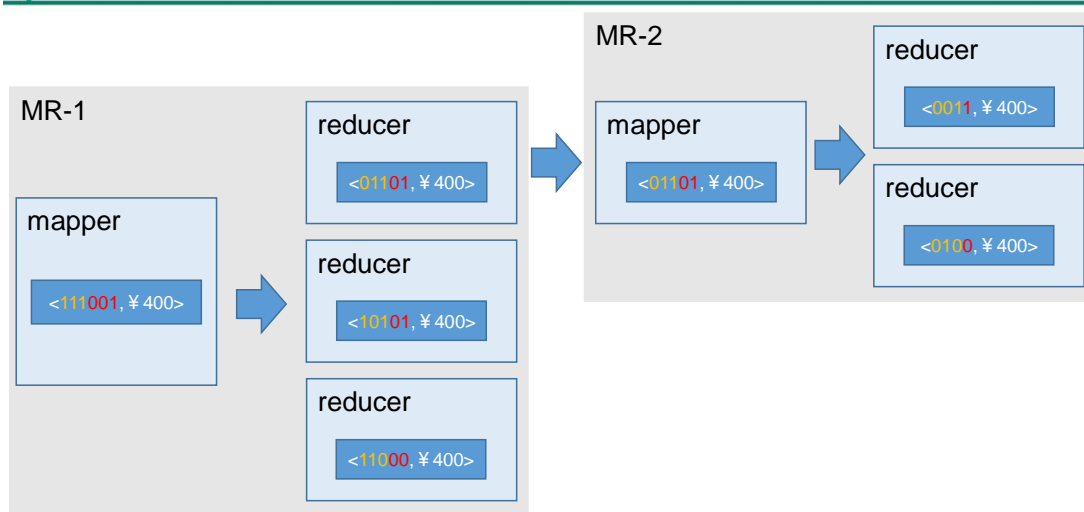 MR-1
mapper
<111001, ¥ 400>
reducer
<01101, ¥ 400>
reducer
<10101, ¥ 400>
reducer
<11000, ¥ 400>
MR-2
mapper
<01101, ¥ 400>
reducer
<0011, ¥ 400>
reducer
<0100, ¥ 400>